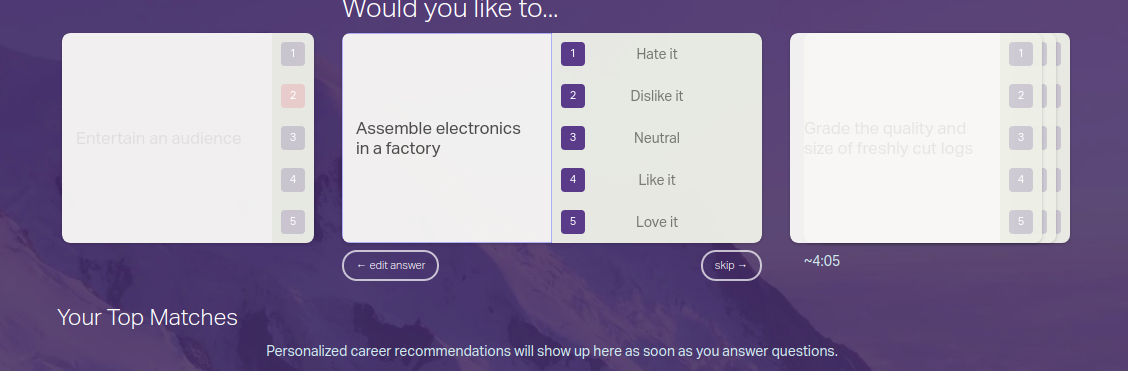 Would you like to...
Entertain an audience
1
2
3
4
5
Assemble electronics
in a factory
1 Hate it
2 Dislike it
3 Neutral
4 Like it
5 Love it
Grade the quality and
size of freshly cut logs
1
2
3
4
5
← edit answer
skip →
~4:05
Your Top Matches
Personalized career recommendations will show up here as soon as you answer questions.